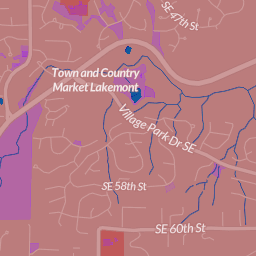 SE 47th St
Town and Country
Market Lakemont
Village Park Dr SE
SE 58th St
SE 60th St